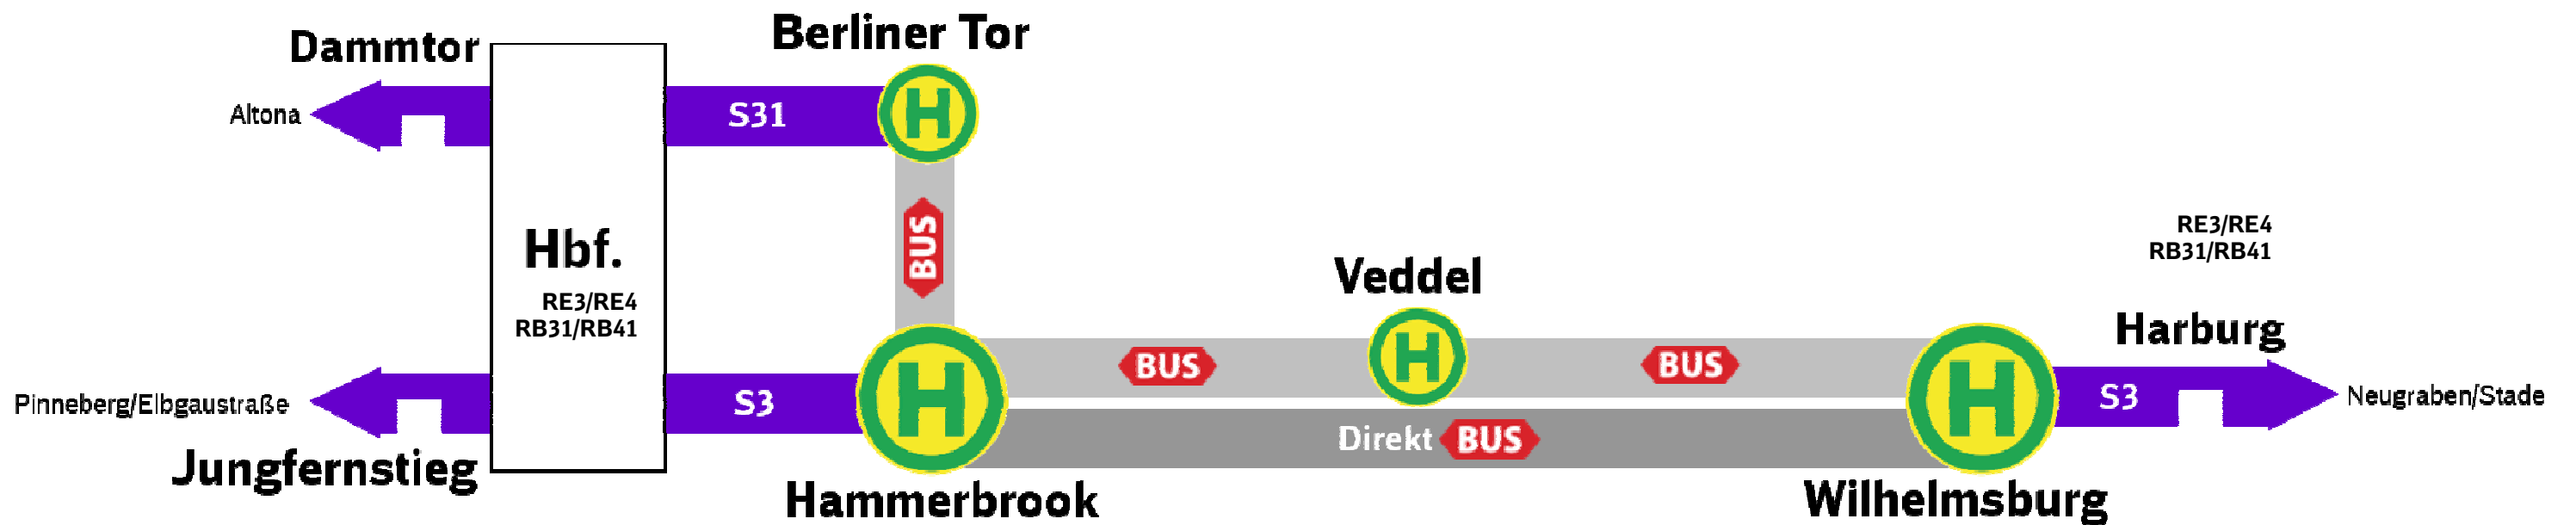 Dammtor
Berliner Tor
Altona
S31
H
BUS
Hbf.
RE3/RE4
RB31/RB41
RE3/RE4
RB31/RB41
Veddel
Harburg
Pinneberg/Elbgaustraße
S3
H
BUS
H
BUS
H
S3
Neugraben/Stade
Direkt BUS
Jungfernstieg
Hammerbrook
Wilhelmsburg